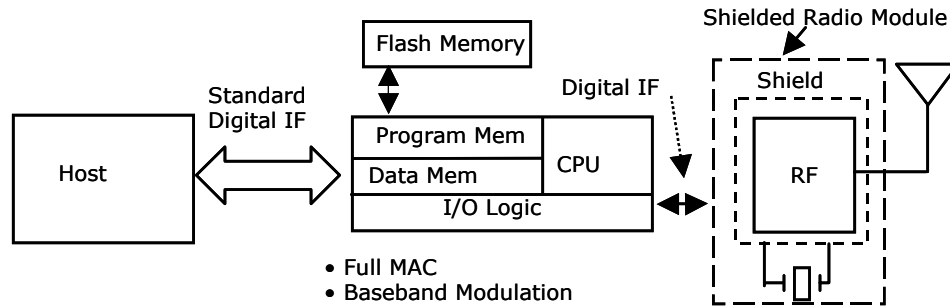 Shielded Radio Module
Flash Memory
Shield
Digital IF
Standard
Digital IF
Program Mem
CPU
Host
Data Mem
RF
I/O Logic
• Full MAC
• Baseband Modulation